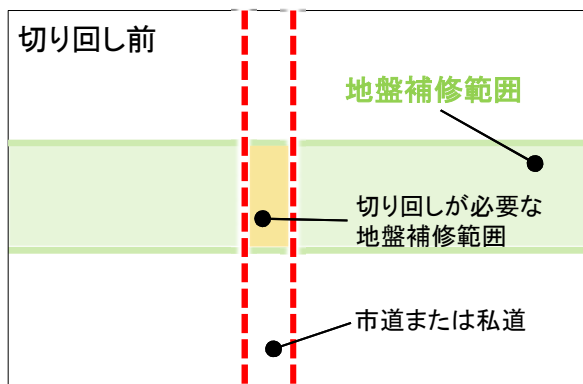 切り回し前
地盤補修範囲
切り回しが必要な
地盤補修範囲
市道または私道